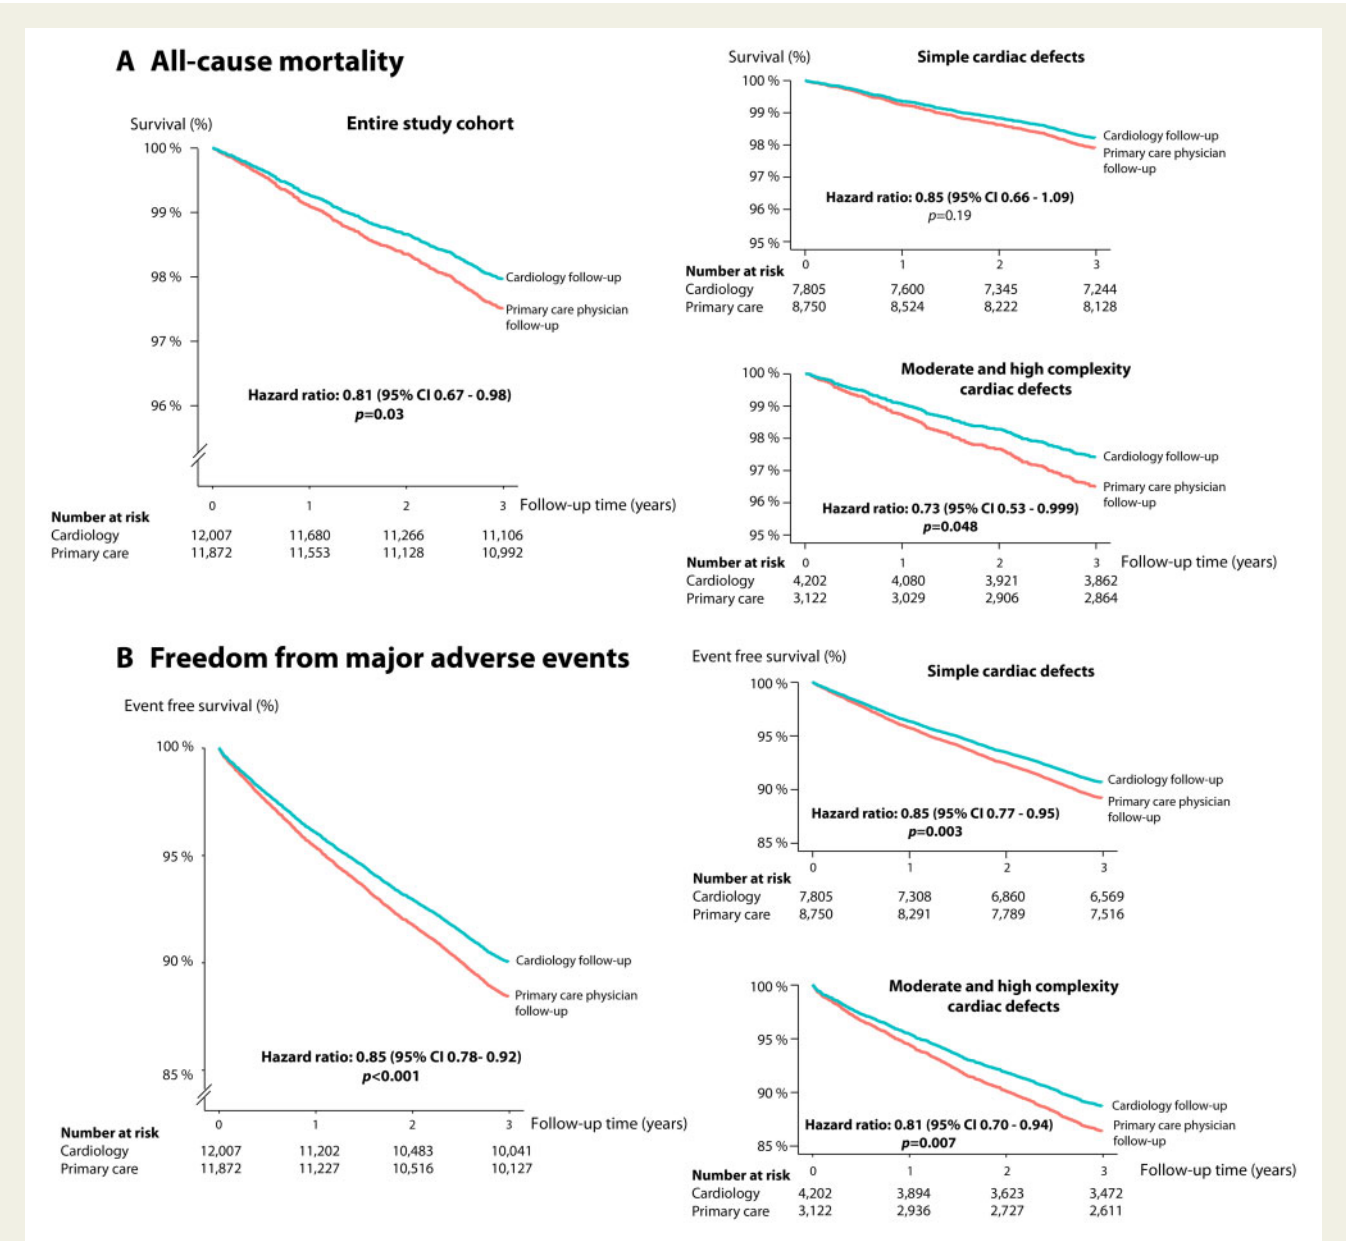 A All-cause mortality
Survival (%)
Entire study cohort
100 %
99 %
98 %
97 %
96 %
Cardiology follow-up
Primary care physician
follow-up
Hazard ratio: 0.81 (95% CI 0.67 - 0.98)
p=0.03
0 1 2 3 Follow-up time (years)
Number at risk
Cardiology 12,007 11,680 11,266 11,106
Primary care 11,872 11,553 11,128 10,992
Survival (%)
Simple cardiac defects
100 %
99 %
98 %
97 %
96 %
95 %
Cardiology follow-up
Primary care physician
follow-up
Hazard ratio: 0.85 (95% CI 0.66 - 1.09)
p=0.19
0 1 2 3
Number at risk
Cardiology 7,805 7,600 7,345 7,244
Primary care 8,750 8,524 8,222 8,128
Moderate and high complexity
cardiac defects
100 %
99 %
98 %
97 %
96 %
95 %
Cardiology follow-up
Primary care physician
follow-up
Hazard ratio: 0.73 (95% CI 0.53 - 0.999)
p=0.048
Number at risk 0 1 2 3 Follow-up time (years)
Cardiology 4,202 4,080 3,921 3,862
Primary care 3,122 3,029 2,906 2,864
B Freedom from major adverse events
Event free survival (%)
100 %
95 %
90 %
85 %
Cardiology follow-up
Primary care physician
follow-up
Hazard ratio: 0.85 (95% CI 0.78- 0.92)
p<0.001
0 1 2 3 Follow-up time (years)
Number at risk
Cardiology 12,007 11,202 10,483 10,041
Primary care 11,872 11,227 10,516 10,127
Event free survival (%)
Simple cardiac defects
100 %
95 %
90 %
85 %
Cardiology follow-up
Primary care physician
follow-up
Hazard ratio: 0.85 (95% CI 0.77 - 0.95)
p=0.003
0 1 2 3
Number at risk
Cardiology 7,805 7,308 6,860 6,569
Primary care 8,750 8,291 7,789 7,516
Moderate and high complexity
cardiac defects
100 %
95 %
90 %
85 %
Cardiology follow-up
Primary care physician
follow-up
Hazard ratio: 0.81 (95% CI 0.70 - 0.94)
p=0.007
0 1 2 3 Follow-up time (years)
Number at risk
Cardiology 4,202 3,894 3,623 3,472
Primary care 3,122 2,936 2,727 2,611